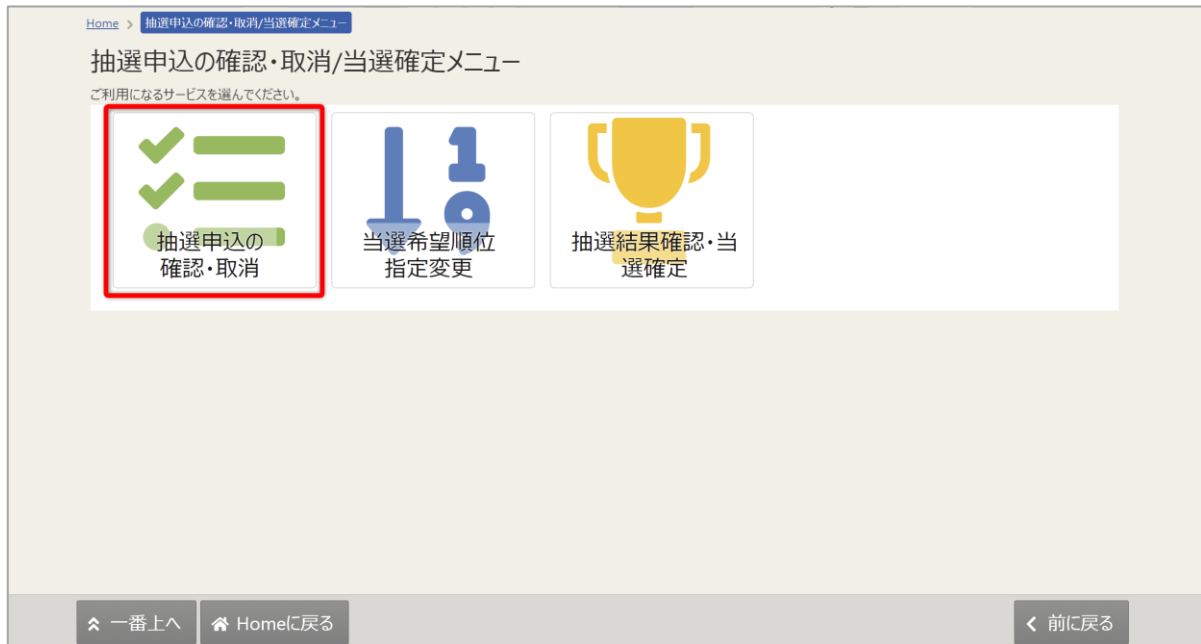 Home > 抽選申込の確認・取消/当選確定メニュー
抽選申込の確認・取消/当選確定メニュー
ご利用になるサービスを選んでください。
抽選申込の
確認・取消
当選希望順位
指定変更
抽選結果確認・当
選確定
一番上へ
Homeに戻る
前に戻る